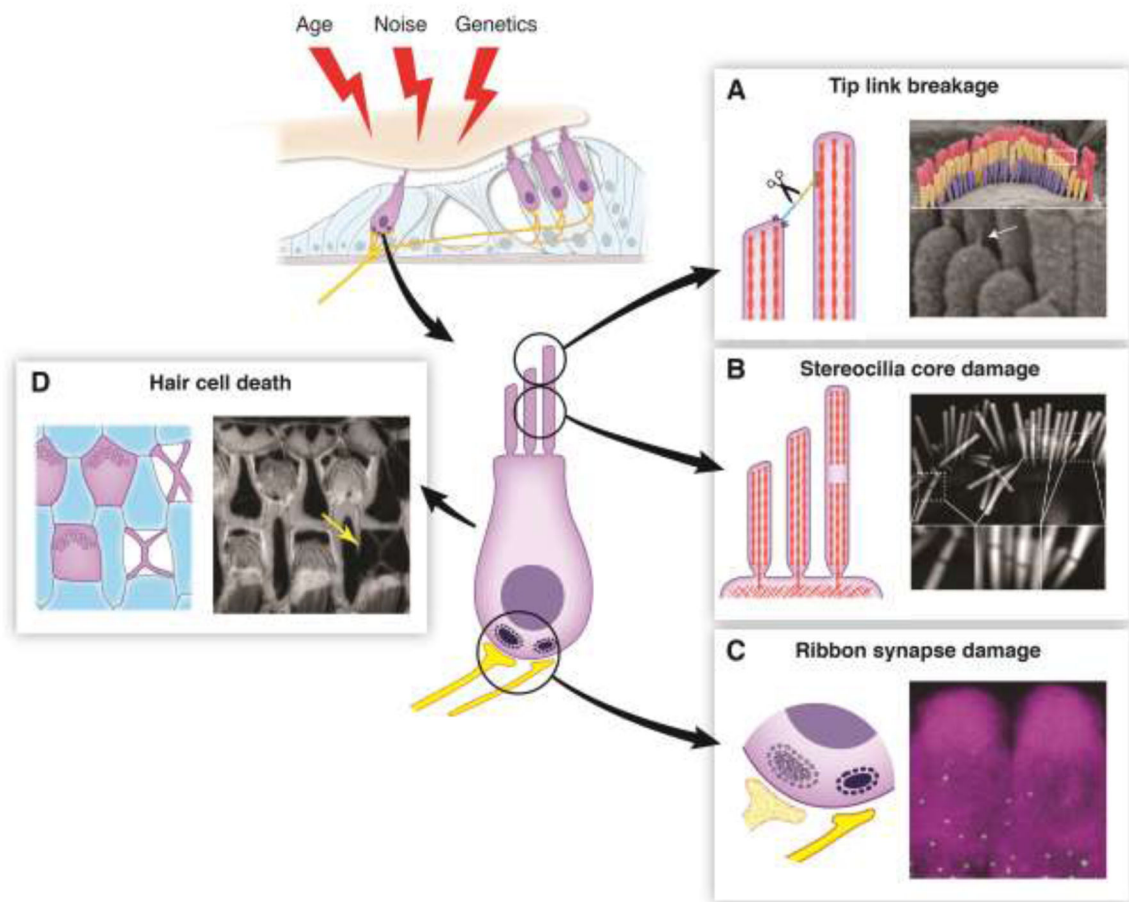 Age Noise Genetics
A Tip link breakage
B Stereocilia core damage
D Hair cell death
C Ribbon synapse damage